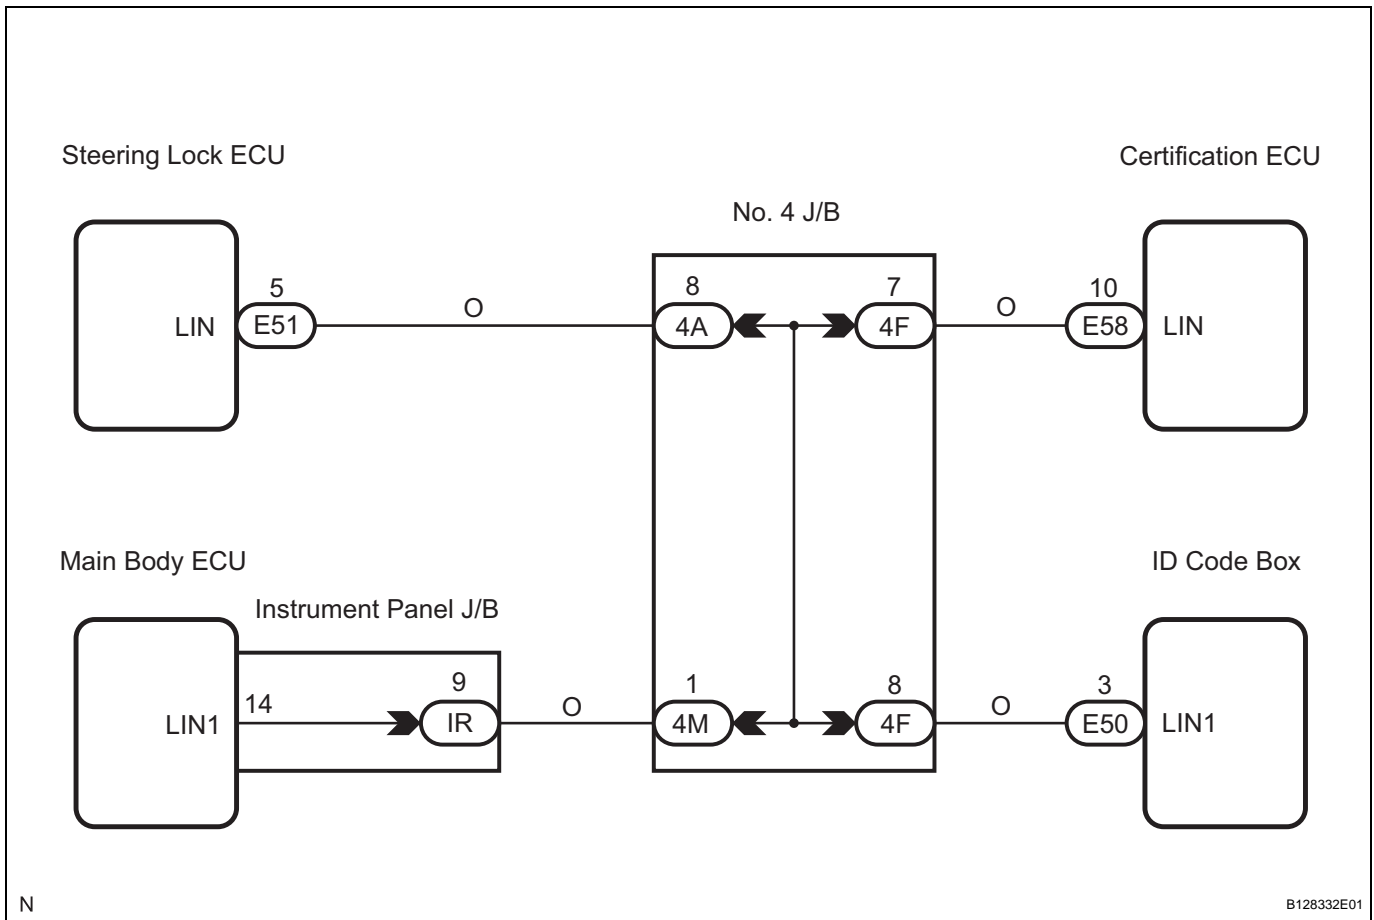 Steering Lock ECU
Certification ECU
No. 4 J/B
LIN
5
E51
O
8
4A
7
4F
O
10
E58
LIN
Main Body ECU
ID Code Box
Instrument Panel J/B
LIN1
14
9
IR
O
1
4M
8
4F
O
3
E50
LIN1
N
B128332E01